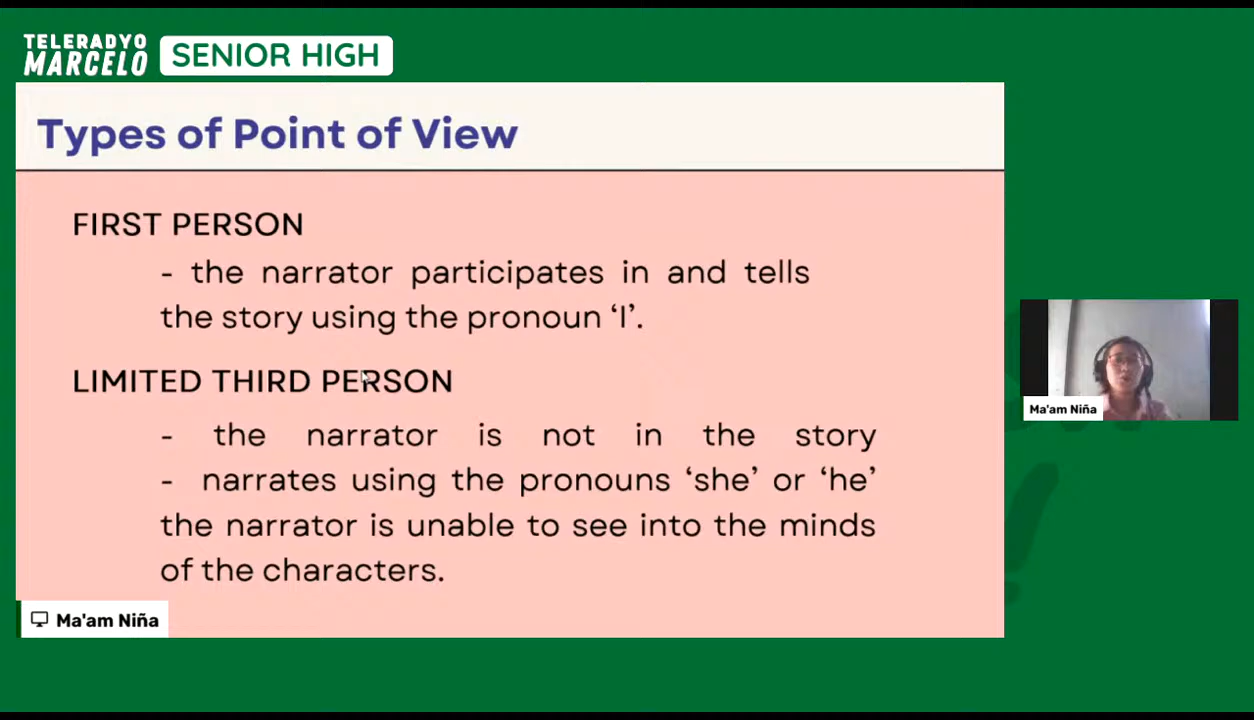 TELERADYO
MARCELO
SENIOR HIGH
Types of Point of View
FIRST PERSON
- the narrator participates in and tells
the story using the pronoun ‘I’.
LIMITED THIRD PERSON
- the narrator is not in the story
- narrates using the pronouns ‘she’ or ‘he’
the narrator is unable to see into the minds
of the characters.
Ma'am Niña
Ma'am Niña